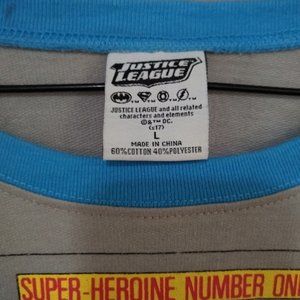 JUSTICE
LEAGUE
JUSTICE LEAGUE and all related
characters and elements
©&™ DC.
(s17)
L
MADE IN CHINA
60%COTTON 40%POLYESTER
SUPER-HEROINE NUMBER ON